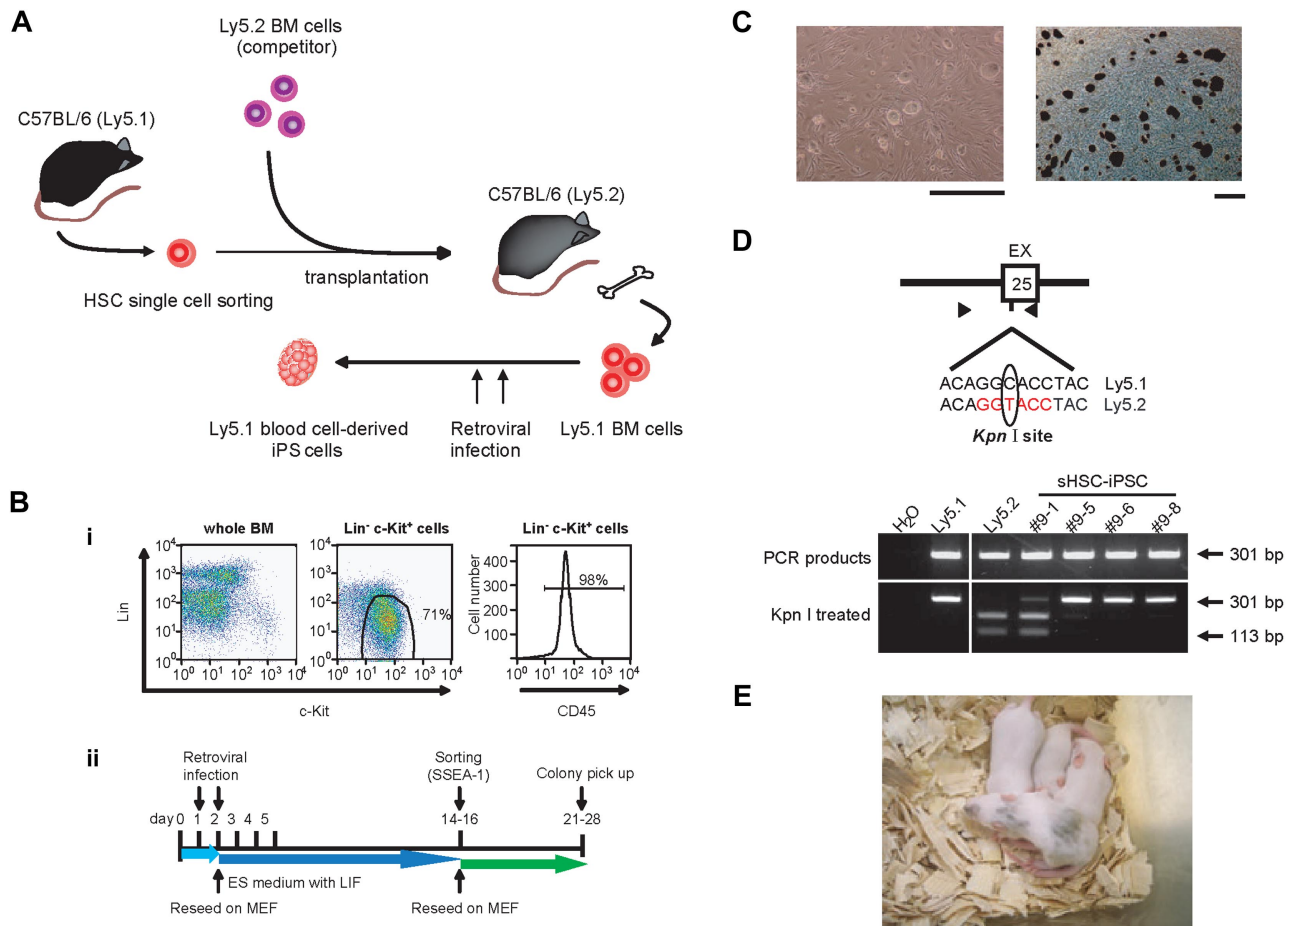 A
Ly5.2 BM cells
(competitor)
C57BL/6 (Ly5.1)
C57BL/6 (Ly5.2)
transplantation
HSC single cell sorting
Ly5.1 blood cell-derived
iPS cells
Retroviral
infection
Ly5.1 BM cells
B
i
whole BM
Lin⁻ c-Kit⁺ cells
Lin⁻ c-Kit⁺ cells
Lin
10⁴
10³
10²
10¹
10⁰
10⁰ 10¹ 10² 10³ 10⁴
10⁴
10³
10²
10¹
10⁰
71%
10⁰ 10¹ 10² 10³ 10⁴
c-Kit
Cell number
400
300
200
100
0
98%
10⁰ 10¹ 10² 10³ 10⁴
CD45
ii
Retroviral
infection
Sorting
(SSEA-1)
Colony pick up
day 0 1 2 3 4 5 14-16 21-28
ES medium with LIF
Reseed on MEF
Reseed on MEF
C
D
EX
25
ACAGGCACCTAC Ly5.1
ACAGGTACCTAC Ly5.2
Kpn I site
sHSC-iPSC
H₂O Ly5.1 Ly5.2 #9-1 #9-5 #9-6 #9-8
PCR products
301 bp
Kpn I treated
301 bp
113 bp
E